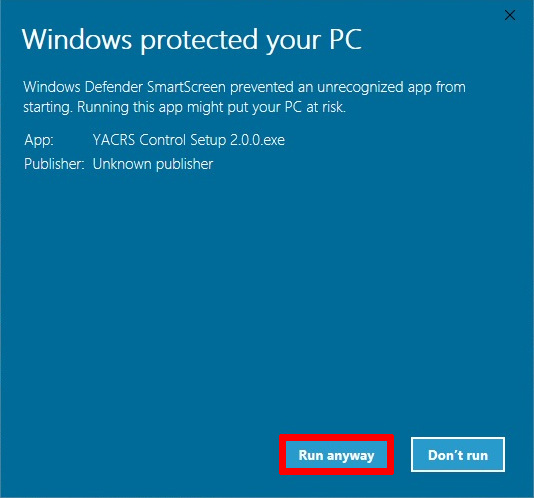 Windows protected your PC
Windows Defender SmartScreen prevented an unrecognized app from
starting. Running this app might put your PC at risk.
App: YACRS Control Setup 2.0.0.exe
Publisher: Unknown publisher
Run anyway Don't run